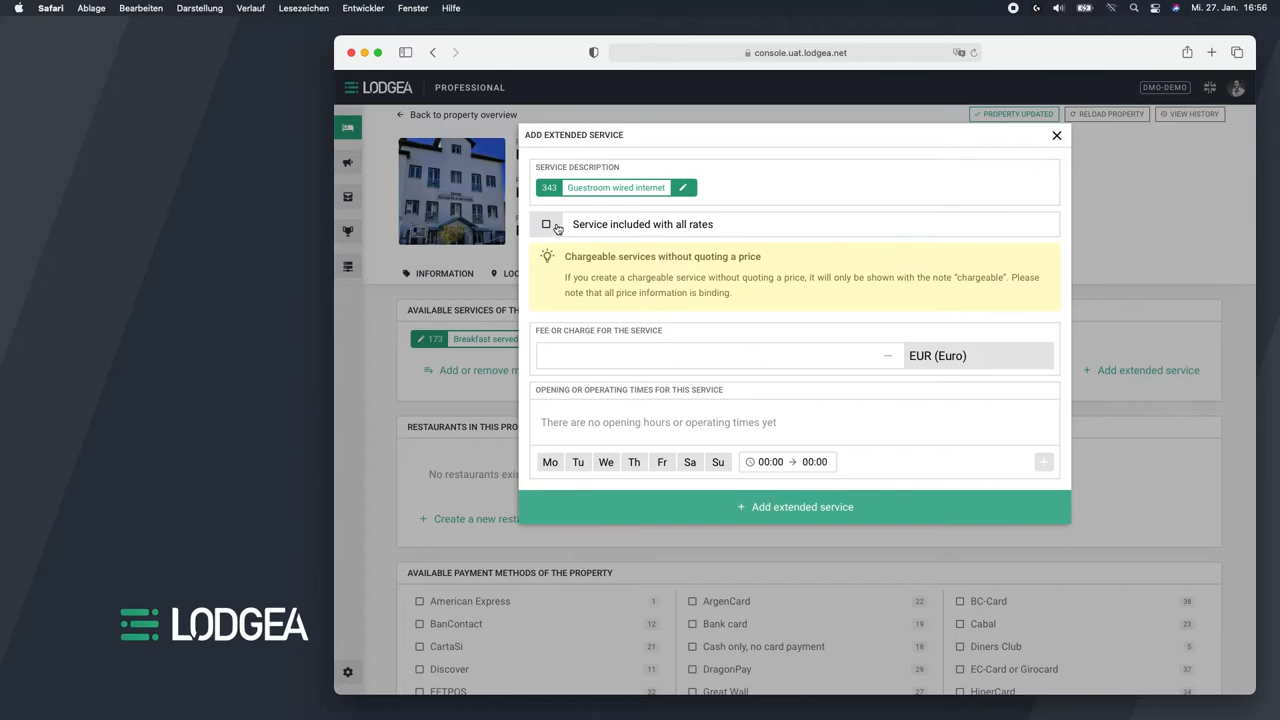 Safari Ablage Bearbeiten Darstellung Verlauf Lesezeichen Entwickler Fenster Hilfe Mi. 27. Jan. 16:56
console.uat.lodgea.net
LODGEA PROFESSIONAL DMO-DEMO
Back to property overview PROPERTY UPDATED RELOAD PROPERTY VIEW HISTORY
ADD EXTENDED SERVICE
SERVICE DESCRIPTION
343 Guestroom wired internet
Service included with all rates
Chargeable services without quoting a price
If you create a chargeable service without quoting a price, it will only be shown with the note "chargeable". Please
note that all price information is binding.
INFORMATION LOC
AVAILABLE SERVICES OF TH
173 Breakfast served
Add or remove m
Add extended service
FEE OR CHARGE FOR THE SERVICE
– EUR (Euro)
OPENING OR OPERATING TIMES FOR THIS SERVICE
There are no opening hours or operating times yet
Mo Tu We Th Fr Sa Su 00:00 → 00:00 +
+ Add extended service
RESTAURANTS IN THIS PRO
No restaurants exis
+ Create a new resta
AVAILABLE PAYMENT METHODS OF THE PROPERTY
American Express 1 ArgenCard 22 BC-Card 38
BanContact 12 Bank card 19 Cabal 23
CartaSi 21 Cash only, no card payment 18 Diners Club 5
Discover 11 DragonPay 29 EC-Card or Girocard 37
EFTPOS 32 Great Wall 27 HiperCard 34
LODGEA